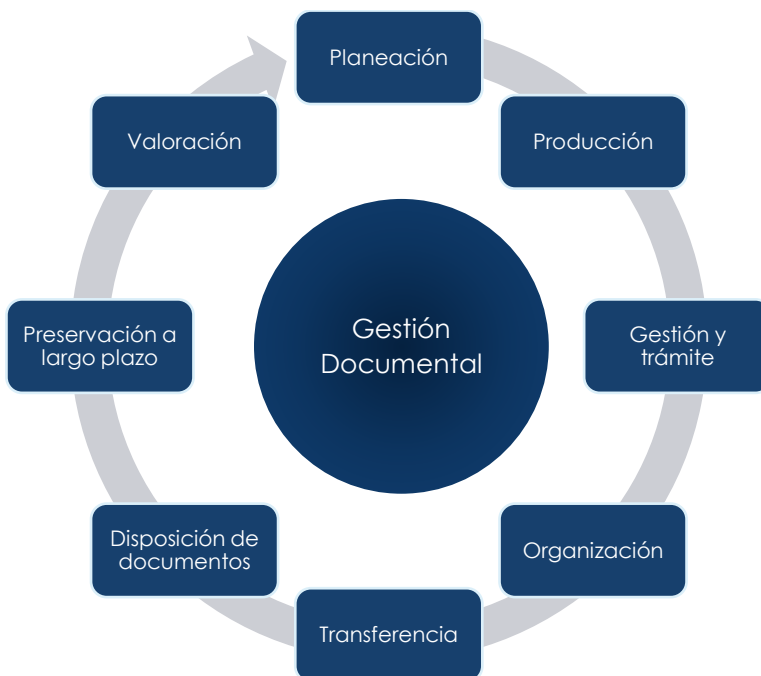 Planeación
Producción
Gestión y
trámite
Organización
Transferencia
Disposición de
documentos
Preservación a
largo plazo
Valoración
Gestión
Documental